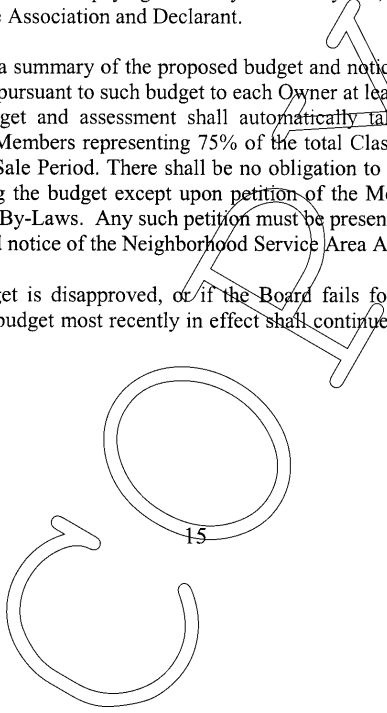 Association and Declarant.
a summary of the proposed budget and notic
pursuant to such budget to each Owner at lea
get and assessment shall automatically tak
Members representing 75% of the total Clas
Sale Period. There shall be no obligation to
g the budget except upon petition of the Me
By-Laws. Any such petition must be presen
l notice of the Neighborhood Service Area A
get is disapproved, or if the Board fails fo
budget most recently in effect shall continue
15
COPY